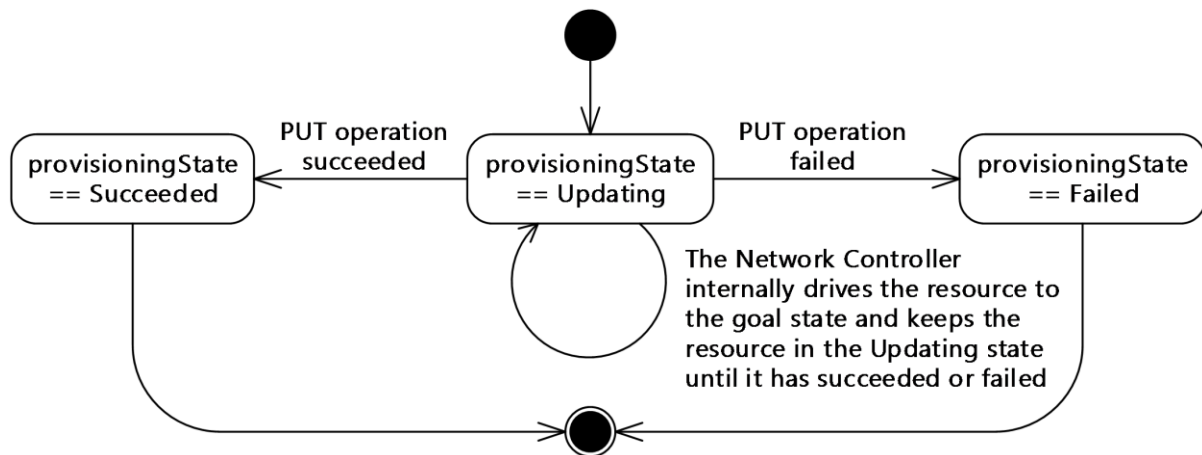 PUT operation
succeeded
PUT operation
failed
provisioningState
== Succeeded
provisioningState
== Updating
provisioningState
== Failed
The Network Controller
internally drives the resource to
the goal state and keeps the
resource in the Updating state
until it has succeeded or failed